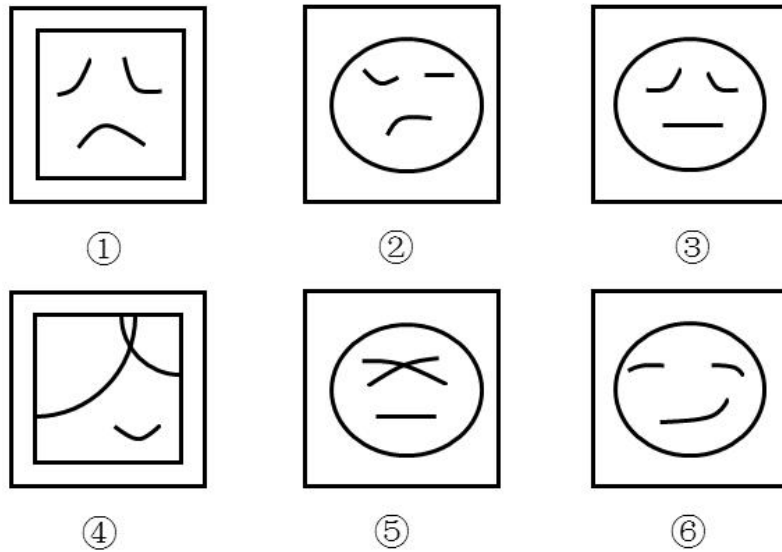 ① ② ③
④ ⑤ ⑥